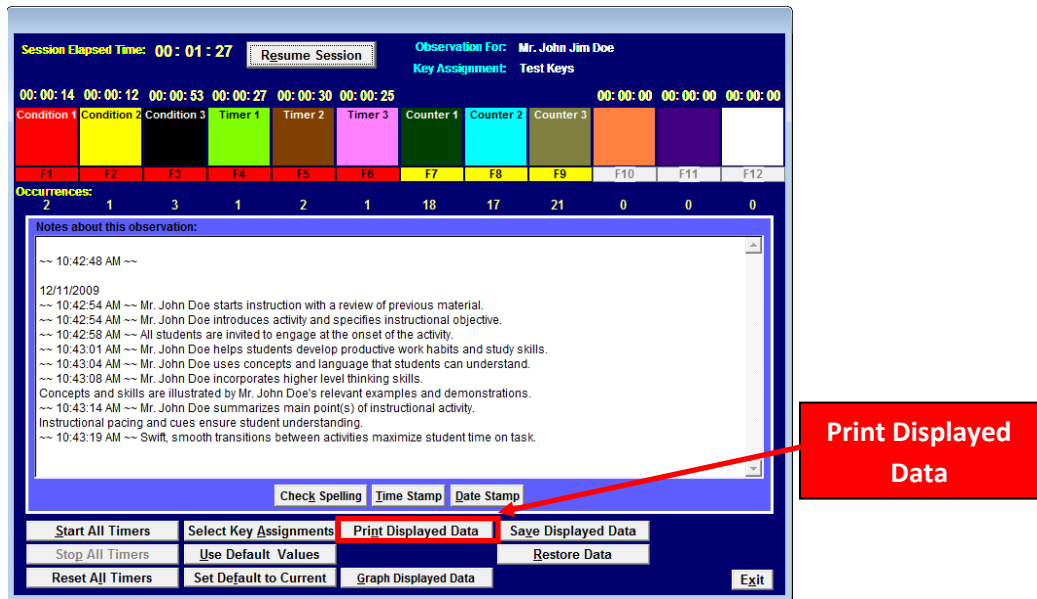 Session Elapsed Time: 00: 01 : 27 Resume Session Observation For: Mr. John Jim Doe
Key Assignment: Test Keys
00: 00: 14 00: 00: 12 00: 00: 53 00: 00: 27 00: 00: 30 00: 00: 25 00: 00: 00 00: 00: 00 00: 00: 00
Condition 1 Condition 2 Condition 3 Timer 1 Timer 2 Timer 3 Counter 1 Counter 2 Counter 3
F1 F2 F3 F4 F5 F6 F7 F8 F9 F10 F11 F12
Occurrences:
2 1 3 1 2 1 18 17 21 0 0 0
Notes about this observation:
~~ 10:42:48 AM ~~
12/11/2009
~~ 10:42:54 AM ~~ Mr. John Doe starts instruction with a review of previous material.
~~ 10:42:54 AM ~~ Mr. John Doe introduces activity and specifies instructional objective.
~~ 10:42:58 AM ~~ All students are invited to engage at the onset of the activity.
~~ 10:43:01 AM ~~ Mr. John Doe helps students develop productive work habits and study skills.
~~ 10:43:04 AM ~~ Mr. John Doe uses concepts and language that students can understand.
~~ 10:43:08 AM ~~ Mr. John Doe incorporates higher level thinking skills.
Concepts and skills are illustrated by Mr. John Doe's relevant examples and demonstrations.
~~ 10:43:14 AM ~~ Mr. John Doe summarizes main point(s) of instructional activity.
Instructional pacing and cues ensure student understanding.
~~ 10:43:19 AM ~~ Swift, smooth transitions between activities maximize student time on task.
Check Spelling Time Stamp Date Stamp
Start All Timers Select Key Assignments Print Displayed Data Save Displayed Data
Stop All Timers Use Default Values Restore Data
Reset All Timers Set Default to Current Graph Displayed Data Exit
Print Displayed
Data